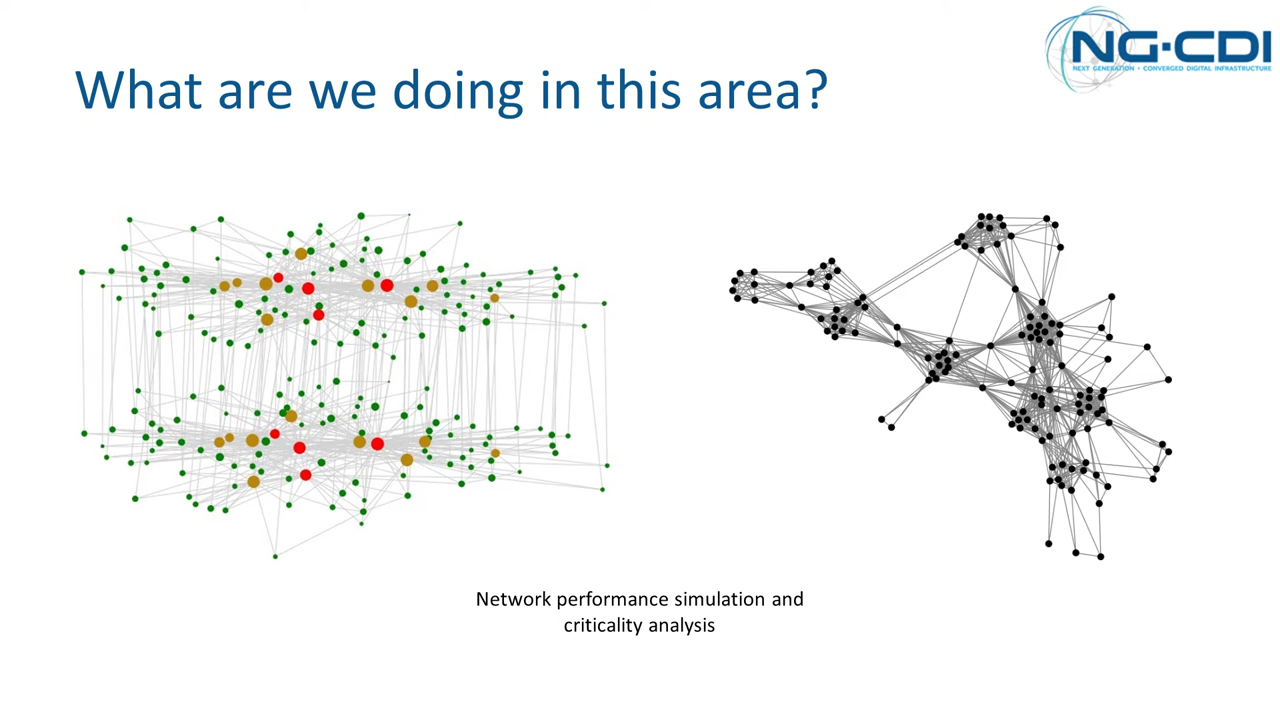 NG·CDI
NEXT GENERATION · CONVERGED DIGITAL INFRASTRUCTURE
What are we doing in this area?
Network performance simulation and
criticality analysis